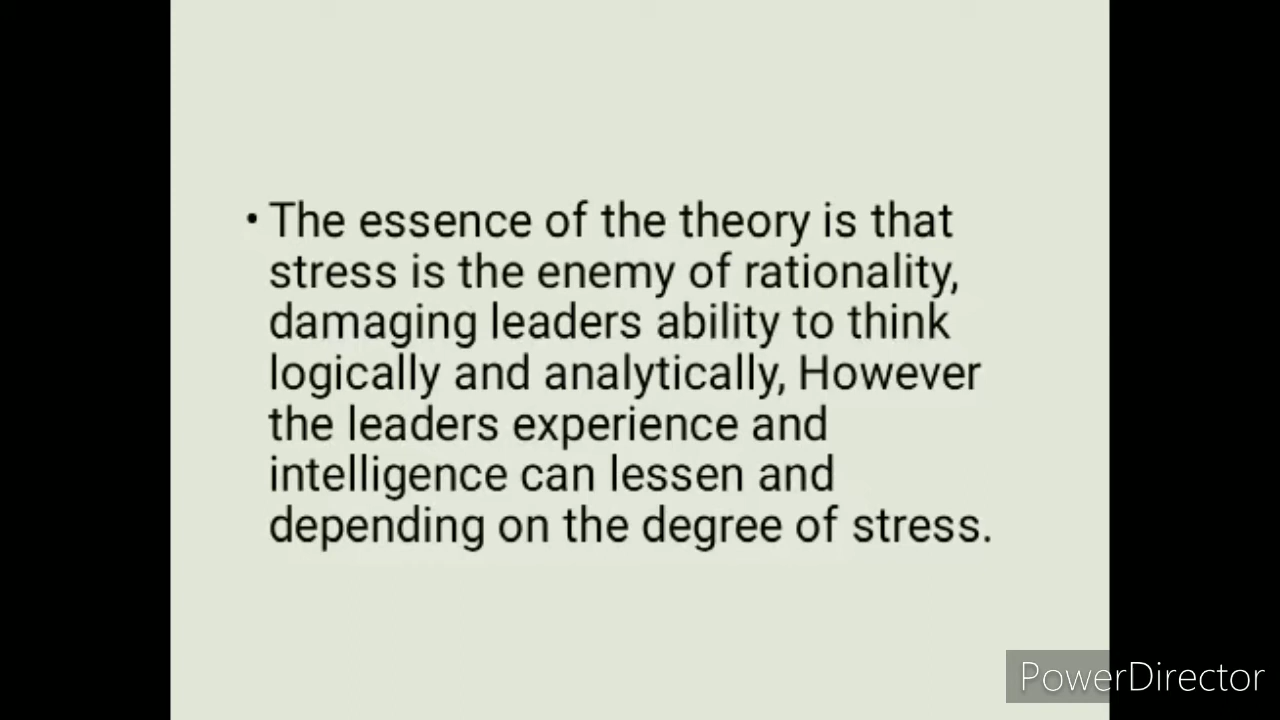 • The essence of the theory is that
stress is the enemy of rationality,
damaging leaders ability to think
logically and analytically, However
the leaders experience and
intelligence can lessen and
depending on the degree of stress.
PowerDirector